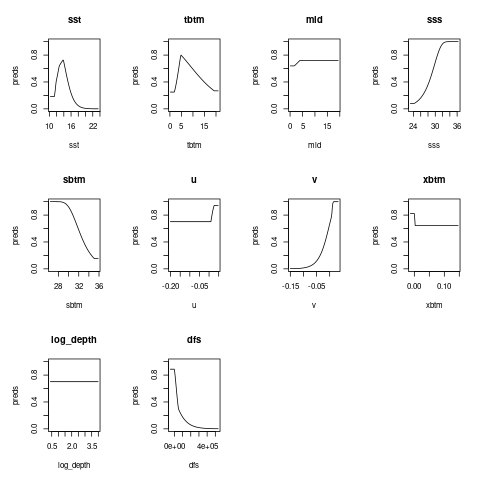 sst
tbtm
mld
sss
preds
0.0 0.4 0.8
10 13 16 22
sst
preds
0.0 0.4 0.8
0 5 15
tbtm
preds
0.0 0.4 0.8
0 5 15
mld
preds
0.0 0.4 0.8
24 30 36
sss
sbtm
u
v
xbtm
preds
0.0 0.4 0.8
28 32 36
sbtm
preds
0.0 0.4 0.8
-0.20 -0.05
u
preds
0.0 0.4 0.8
-0.15 -0.05
v
preds
0.0 0.4 0.8
0.00 0.10
xbtm
log_depth
dfs
preds
0.0 0.4 0.8
0.5 2.0 3.5
log_depth
preds
0.0 0.4 0.8
0e+00 4e+05
dfs